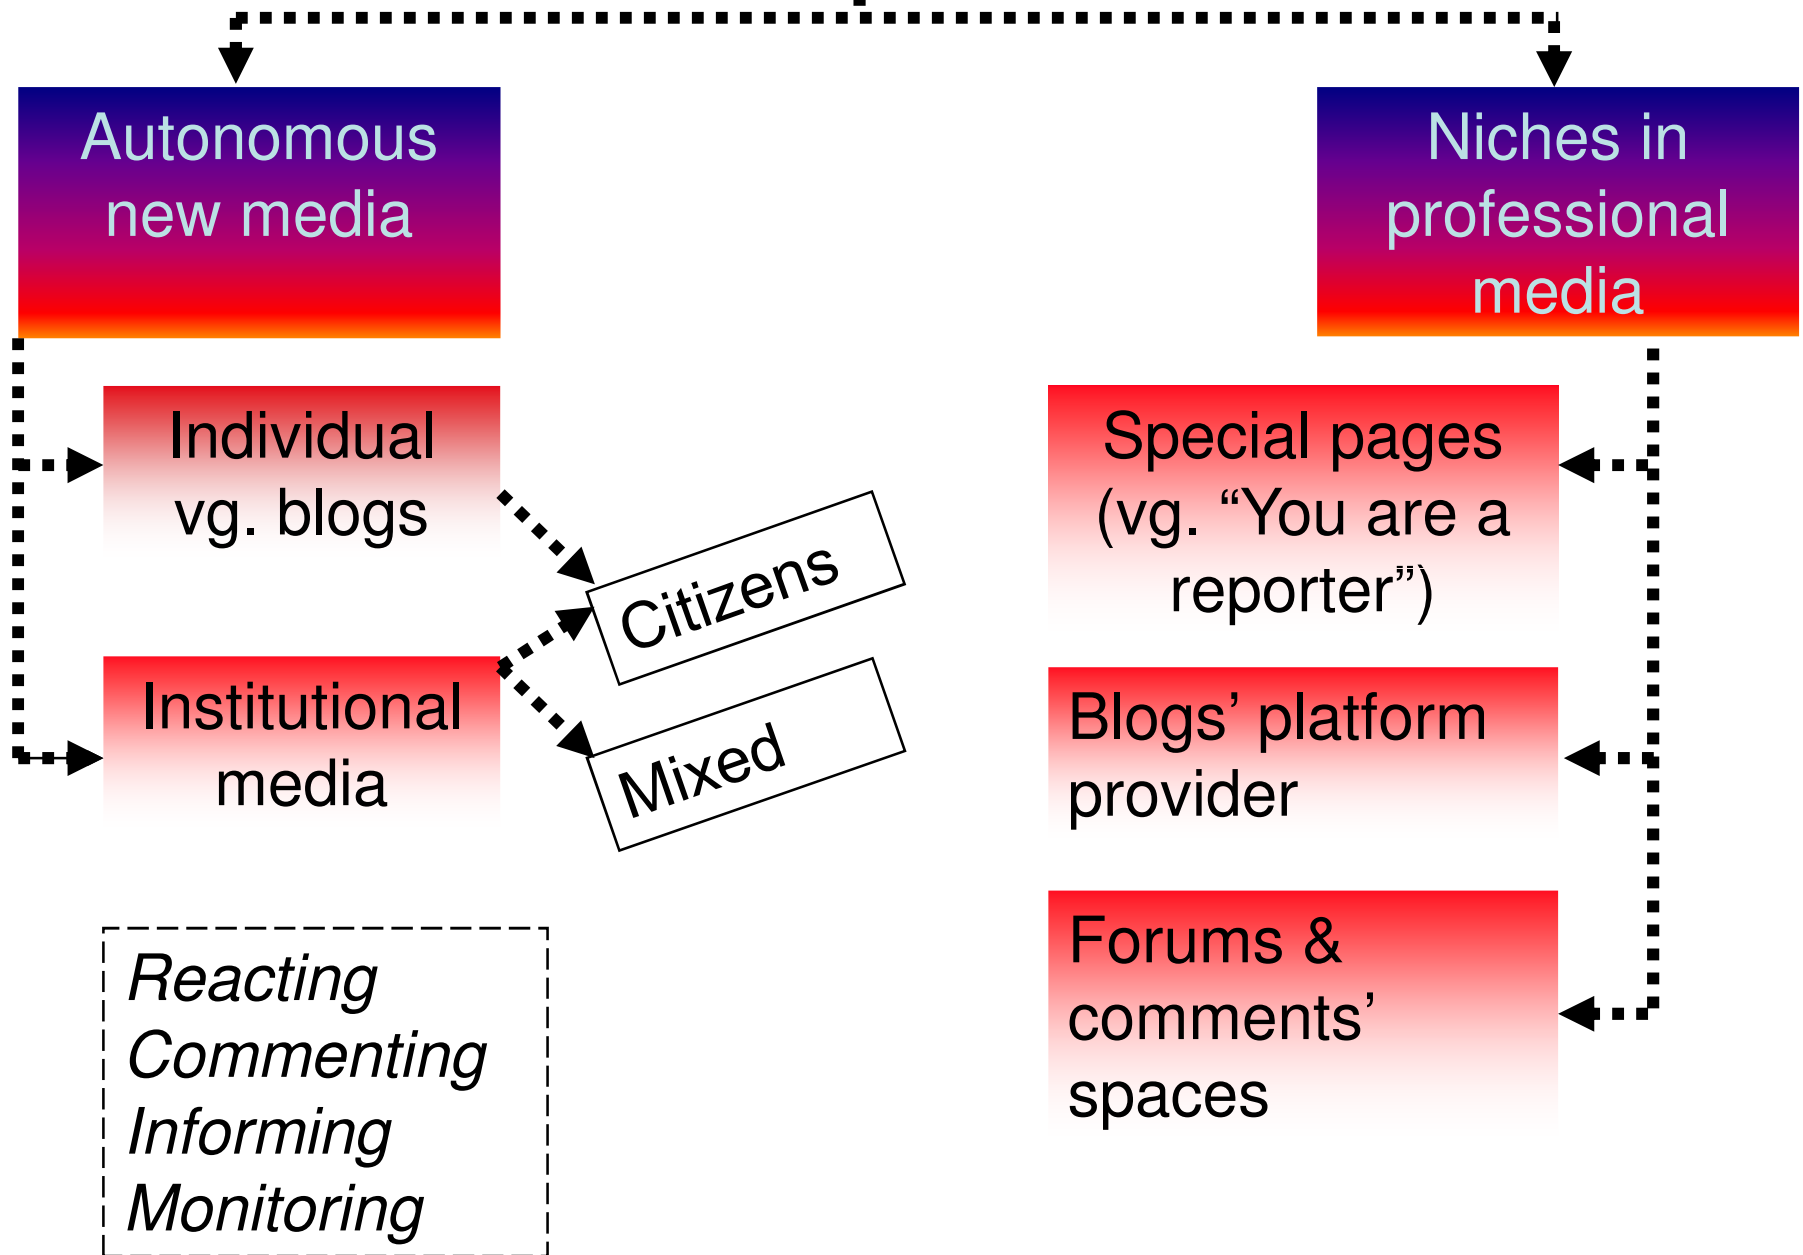 Autonomous
new media
Niches in
professional
media
Individual
vg. blogs
Citizens
Institutional
media
Mixed
Special pages
(vg. “You are a
reporter”)
Blogs’ platform
provider
Forums &
comments’
spaces
Reacting
Commenting
Informing
Monitoring